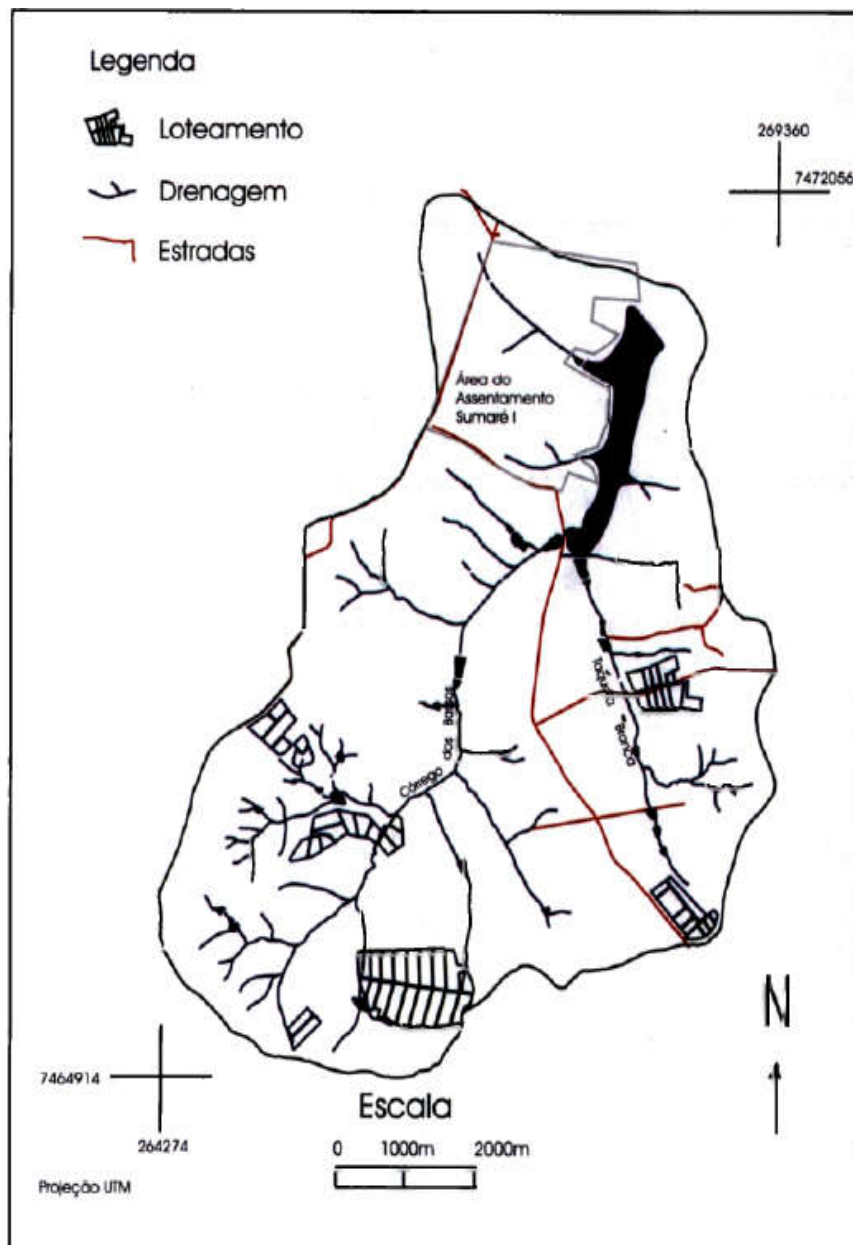 Legenda
Loteamento
Drenagem
Estradas
269360
7472056
Área do
Assentamento
Sumaré I
Taquara Branca
Córrego dos Bassos
N
7464914
264274
Escala
0 1000m 2000m
Projeção UTM